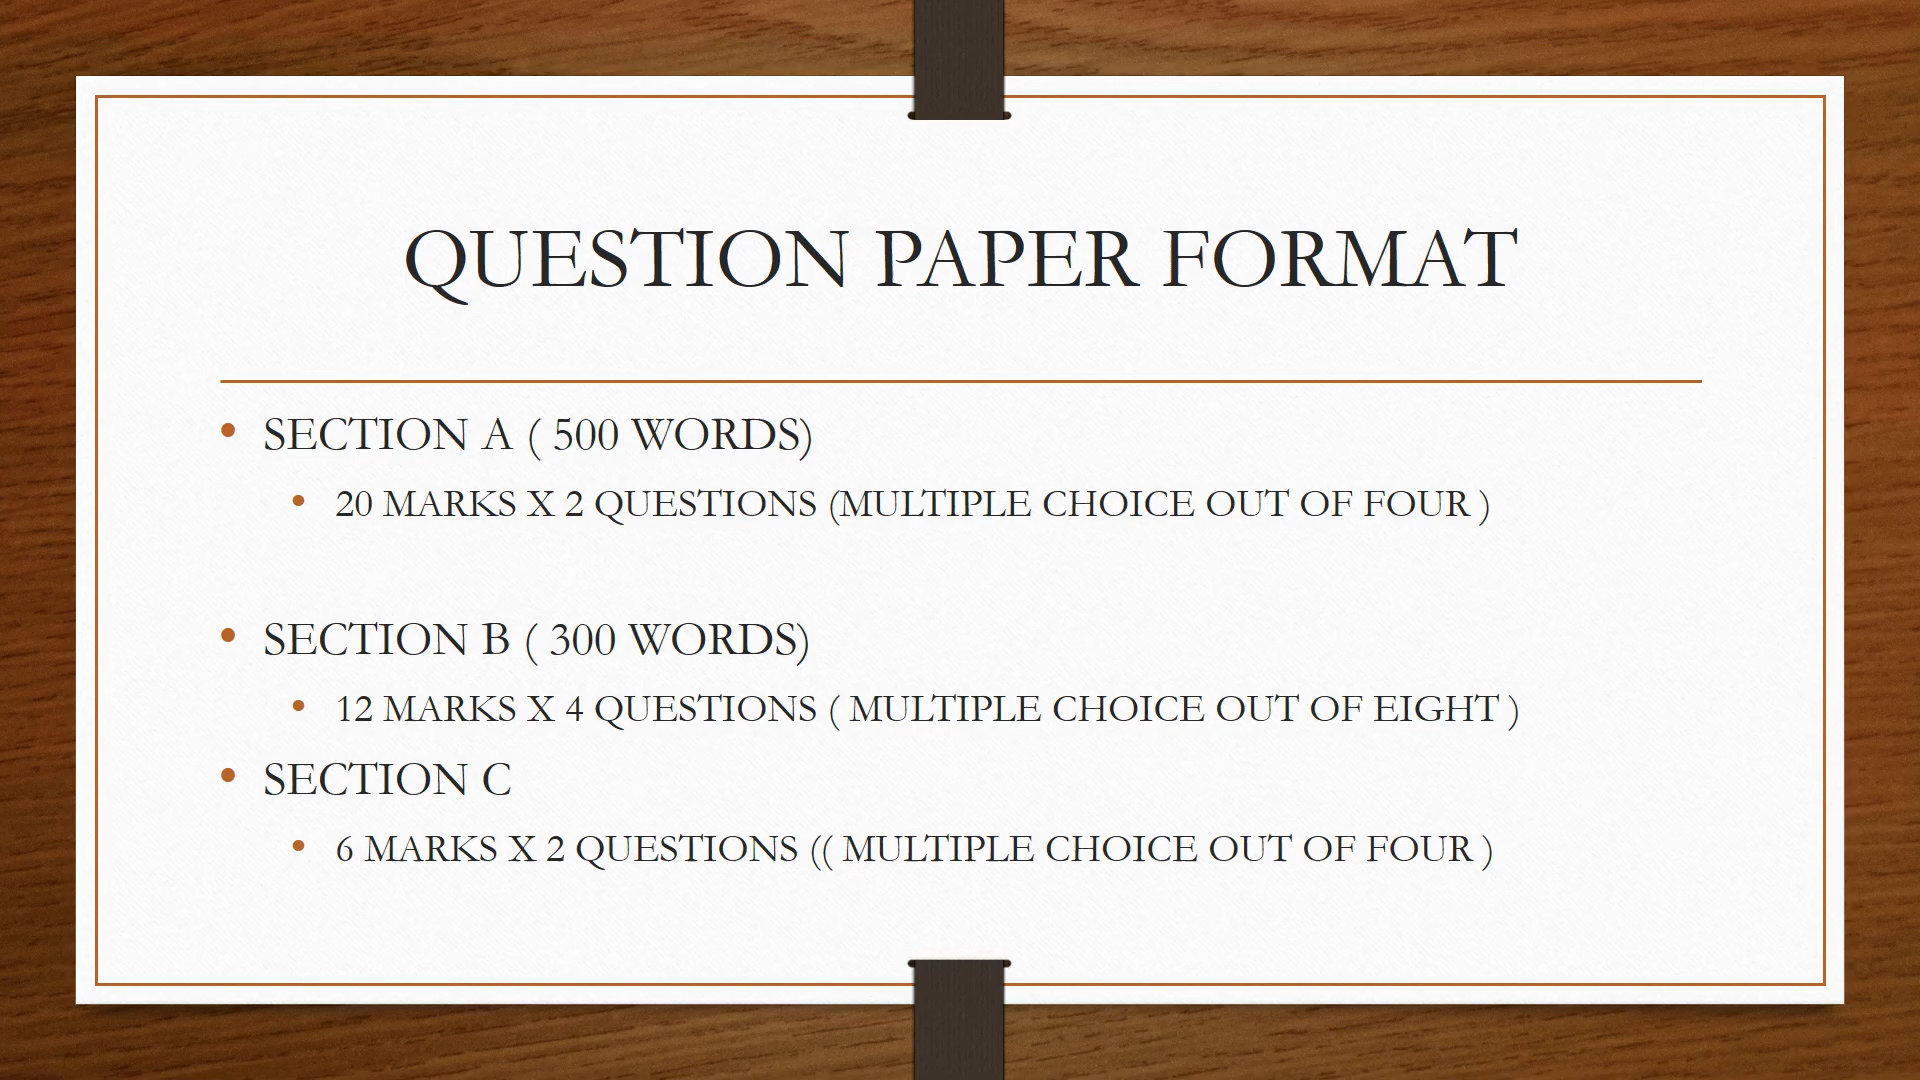 QUESTION PAPER FORMAT
• SECTION A ( 500 WORDS)
• 20 MARKS X 2 QUESTIONS (MULTIPLE CHOICE OUT OF FOUR )
• SECTION B ( 300 WORDS)
• 12 MARKS X 4 QUESTIONS ( MULTIPLE CHOICE OUT OF EIGHT )
• SECTION C
• 6 MARKS X 2 QUESTIONS (( MULTIPLE CHOICE OUT OF FOUR )